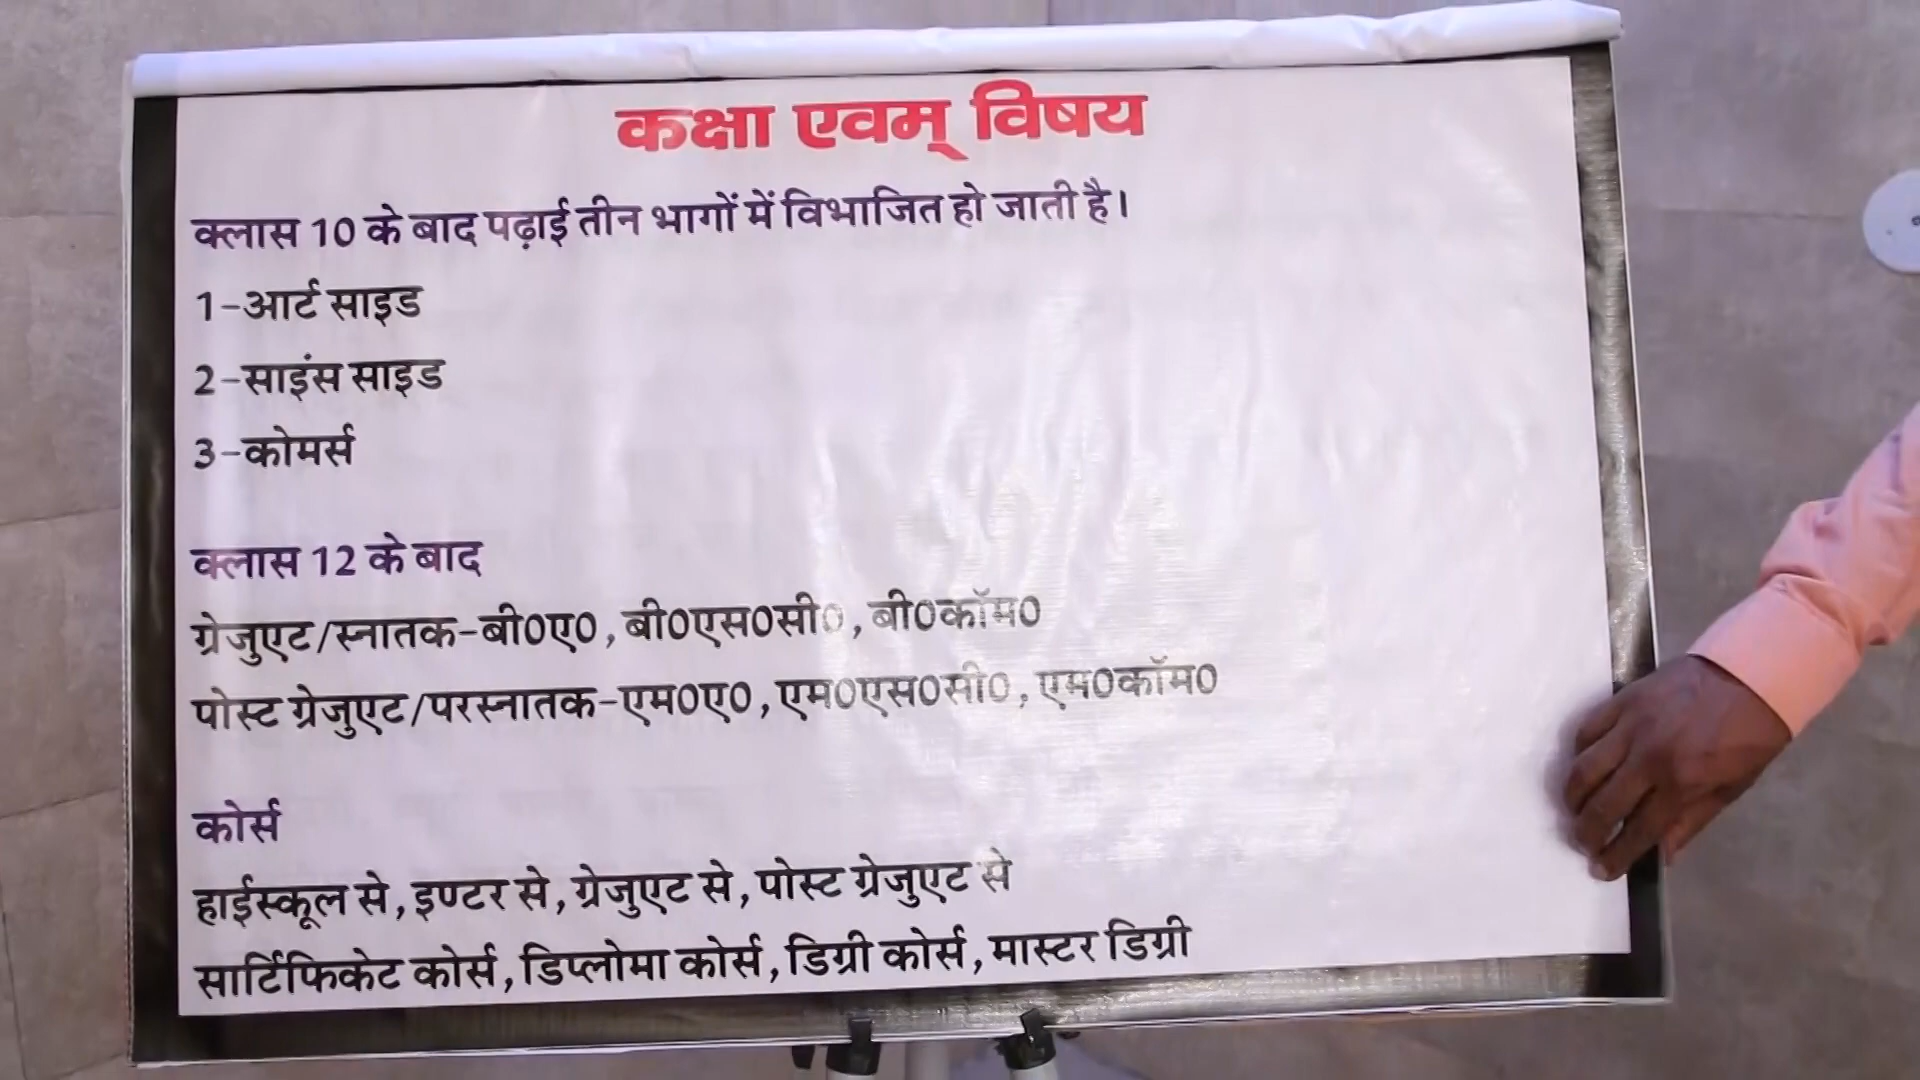 कक्षा एवम् विषय
क्लास 10 के बाद पढ़ाई तीन भागों में विभाजित हो जाती है।
1-आर्ट साइड
2-साइंस साइड
3-कोमर्स
क्लास 12 के बाद
ग्रेजुएट/स्नातक-बी0ए0, बी0एस0सी0, बी0कॉम0
पोस्ट ग्रेजुएट/परस्नातक-एम0ए0, एम0एस0सी0, एम0कॉम0
कोर्स
हाईस्कूल से, इण्टर से, ग्रेजुएट से, पोस्ट ग्रेजुएट से
सार्टिफिकेट कोर्स, डिप्लोमा कोर्स, डिग्री कोर्स, मास्टर डिग्री